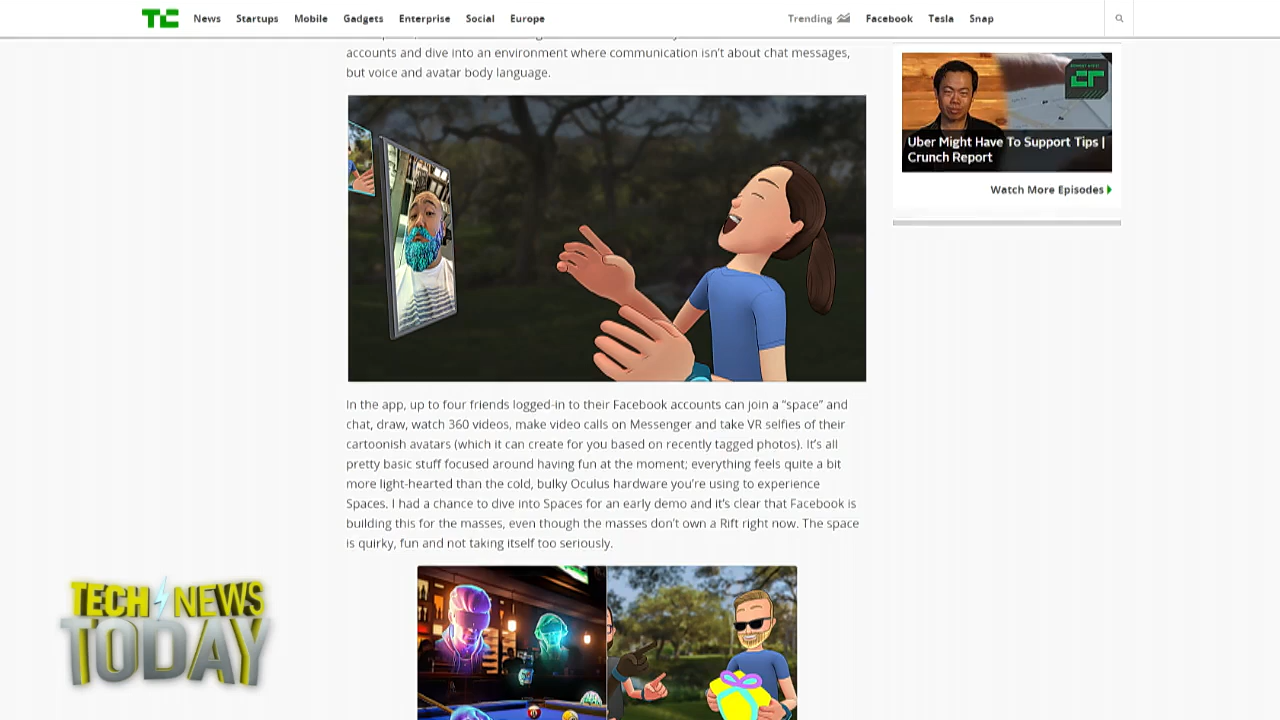 TC News Startups Mobile Gadgets Enterprise Social Europe Trending Facebook Tesla Snap
accounts and dive into an environment where communication isn't about chat messages,
but voice and avatar body language.
CR
Uber Might Have To Support Tips |
Crunch Report
Watch More Episodes
In the app, up to four friends logged-in to their Facebook accounts can join a “space” and
chat, draw, watch 360 videos, make video calls on Messenger and take VR selfies of their
cartoonish avatars (which it can create for you based on recently tagged photos). It's all
pretty basic stuff focused around having fun at the moment; everything feels quite a bit
more light-hearted than the cold, bulky Oculus hardware you're using to experience
Spaces. I had a chance to dive into Spaces for an early demo and it's clear that Facebook is
building this for the masses, even though the masses don't own a Rift right now. The space
is quirky, fun and not taking itself too seriously.
TECH NEWS
TODAY